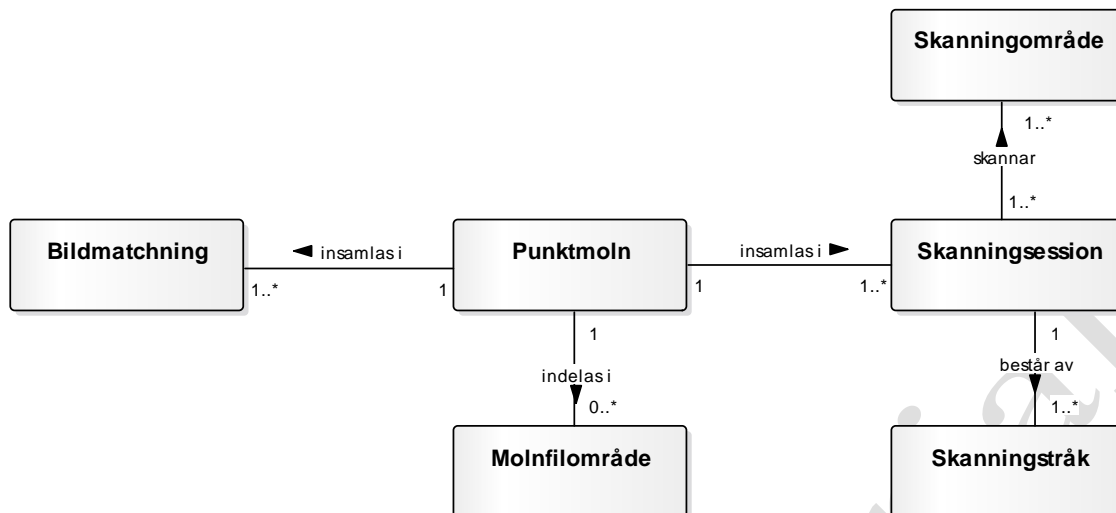 Skanningområde
1..*
skannar
1..*
Bildmatchning
insamlas i
1..*
1
Punktmoln
insamlas i
1
1..*
Skanningsession
1
indelas i
0..*
1
består av
1..*
Molnfilområde
Skanningstråk